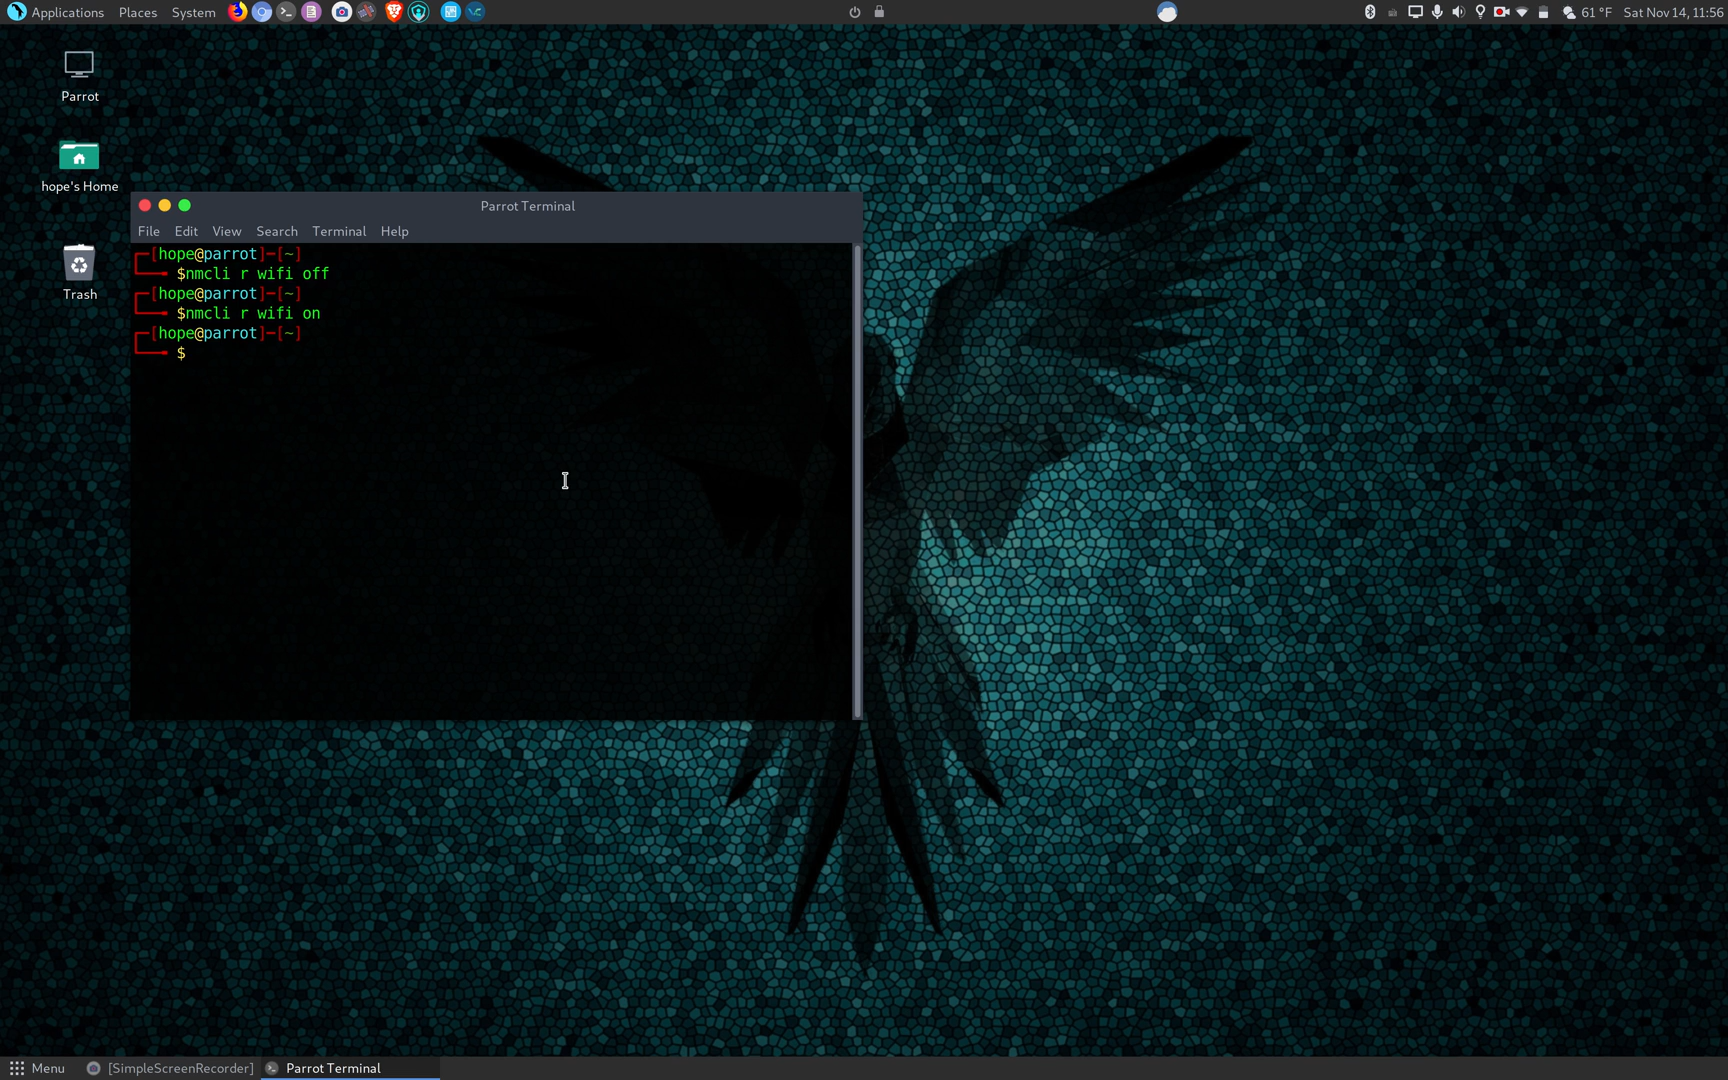 Applications Places System 61 °F Sat Nov 14, 11:56
Parrot
hope's Home
Trash
Parrot Terminal
File Edit View Search Terminal Help
┌─[hope@parrot]─[~]
└──╼ $nmcli r wifi off
┌─[hope@parrot]─[~]
└──╼ $nmcli r wifi on
┌─[hope@parrot]─[~]
└──╼ $
Menu [SimpleScreenRecorder] Parrot Terminal